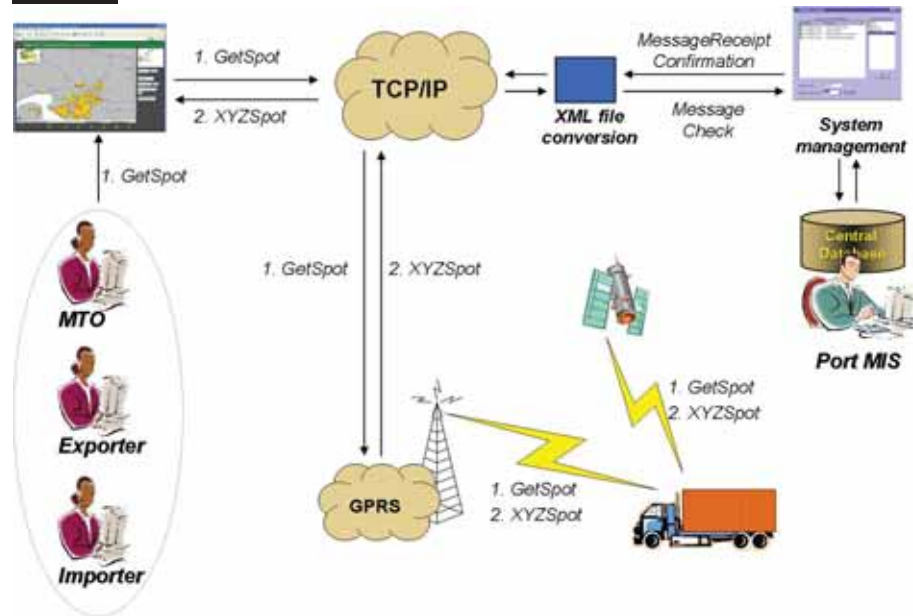 1. GetSpot
2. XYZSpot
TCP/IP
XML file
conversion
MessageReceipt
Confirmation
Message
Check
System
management
1. GetSpot
MTO
Exporter
Importer
1. GetSpot
2. XYZSpot
GPRS
1. GetSpot
2. XYZSpot
1. GetSpot
2. XYZSpot
Central
Database
Port MIS